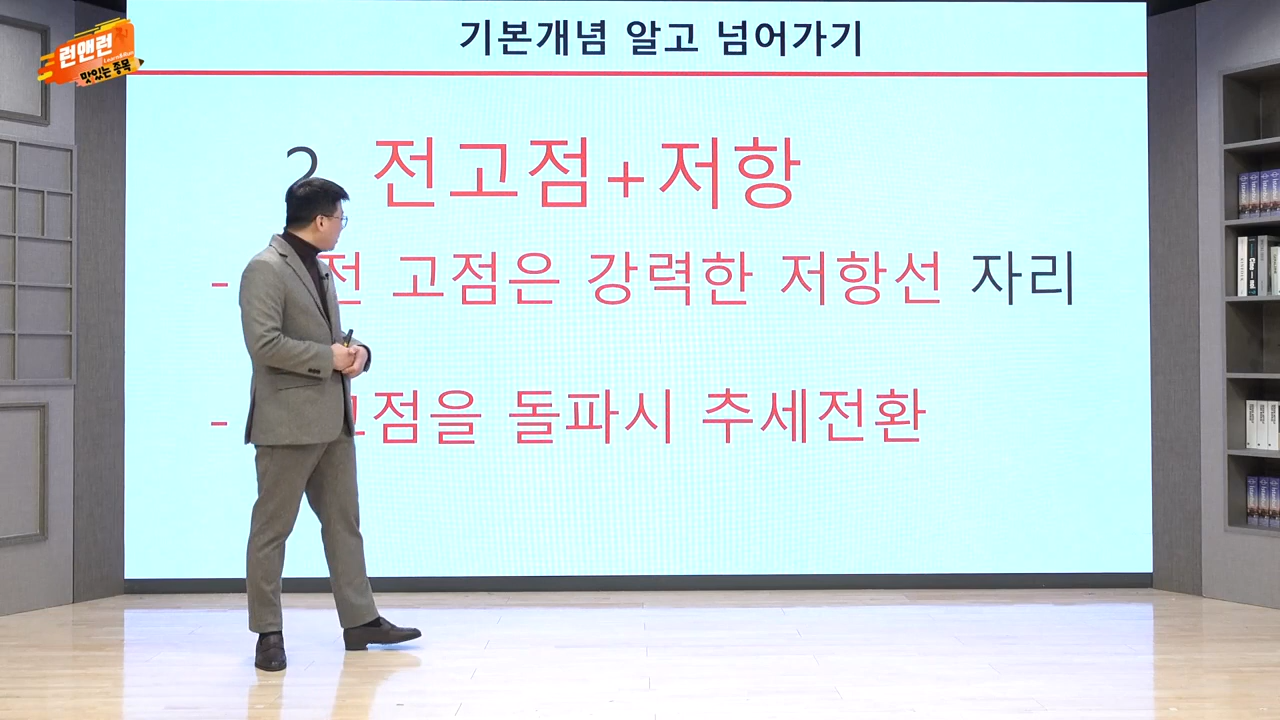 런앤런
맛있는 종목
기본개념 알고 넘어가기
2 전고점+저항
- 전 고점은 강력한 저항선 자리
- 고점을 돌파시 추세전환